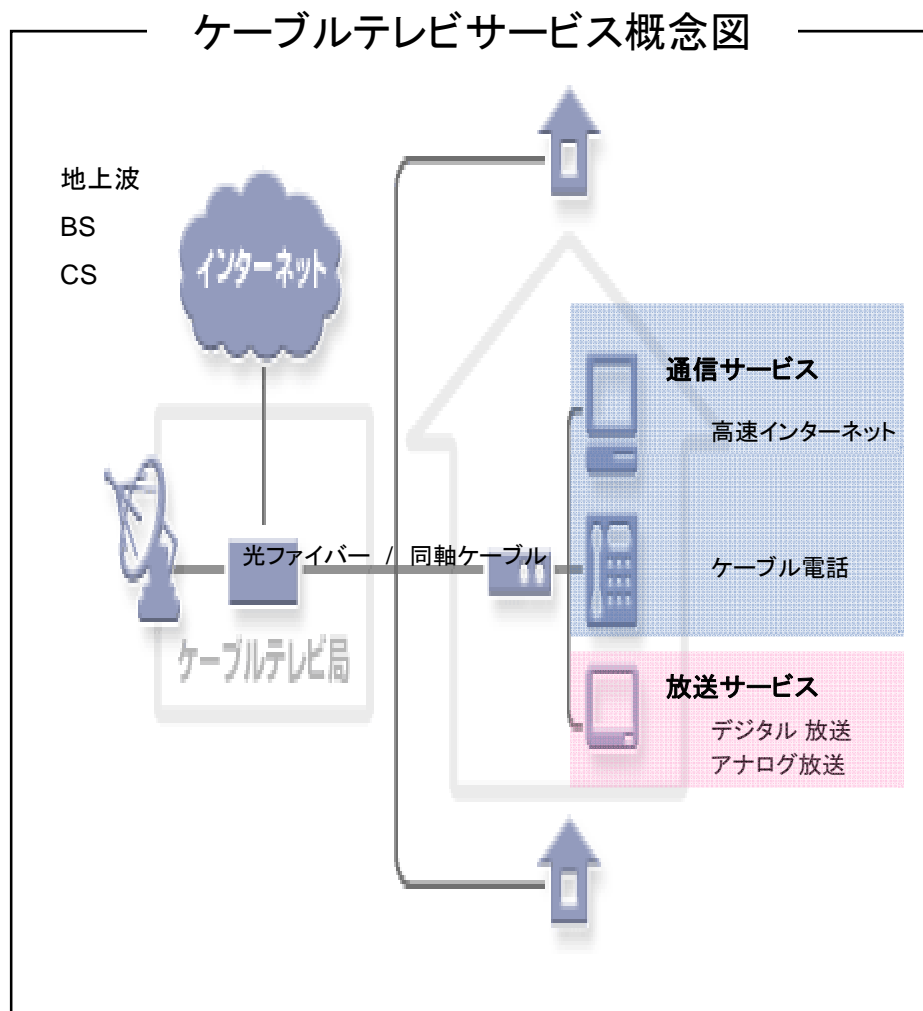 ケーブルテレビサービス概念図
地上波
BS
CS
インターネット
通信サービス
高速インターネット
光ファイバー / 同軸ケーブル
ケーブル電話
ケーブルテレビ局
放送サービス
デジタル 放送
アナログ放送